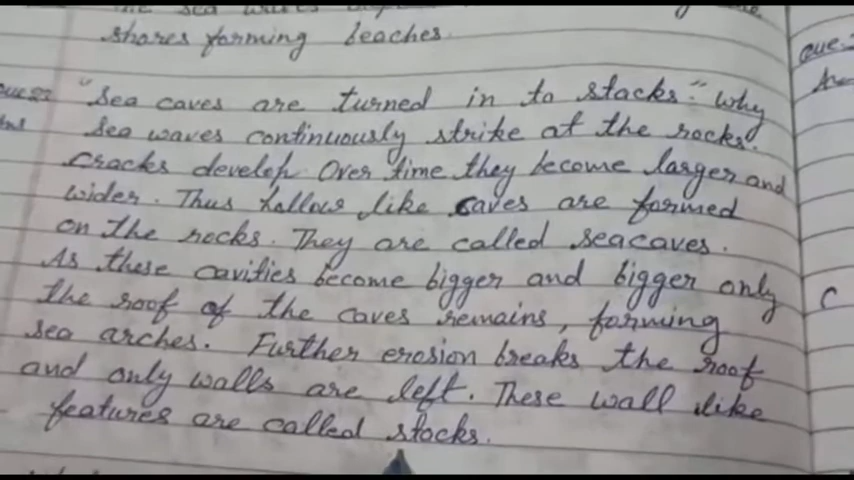 shores forming beaches.
"Sea caves are turned in to stacks." why
Ans Sea waves continuously strike at the rocks.
Cracks develop. Over time they become larger and
wider. Thus hollow like caves are formed
on the rocks. They are called seacaves.
As these cavities become bigger and bigger only
the roof of the caves remains, forming
sea arches. Further erosion breaks the roof
and only walls are left. These wall like
features are called stacks.